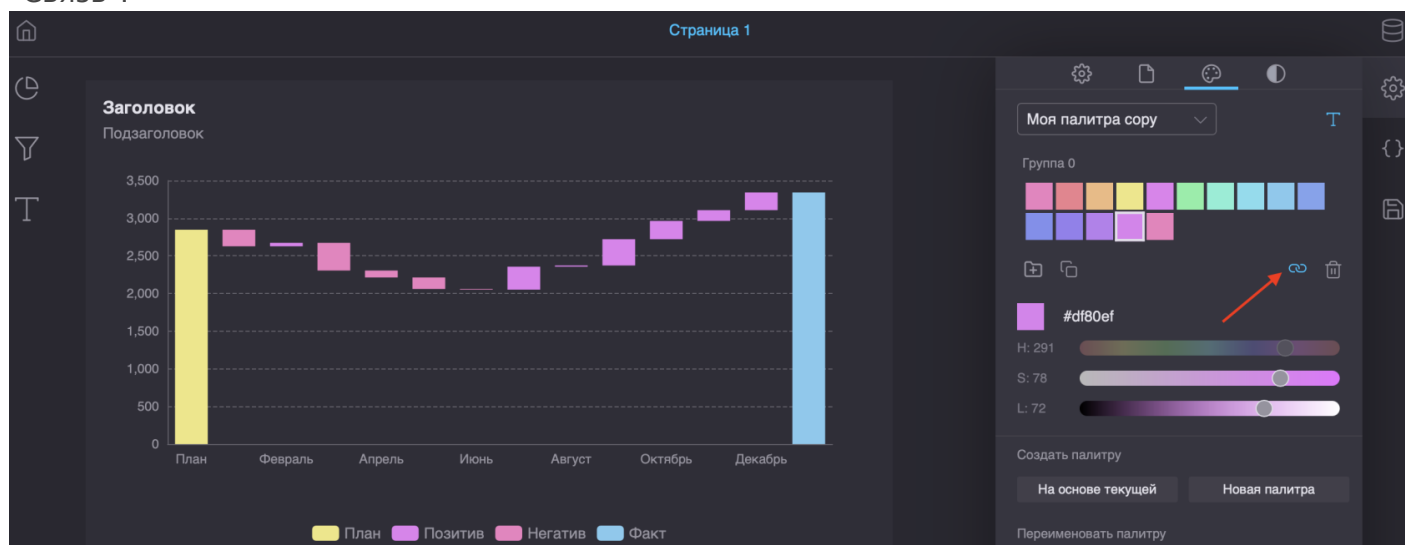 Страница 1
Заголовок
Подзаголовок
3,500
3,000
2,500
2,000
1,500
1,000
500
0
План Февраль Апрель Июнь Август Октябрь Декабрь
План Позитив Негатив Факт
Моя палитра copy
T
Группа 0
#df80ef
H: 291
S: 78
L: 72
Создать палитру
На основе текущей Новая палитра
Переименовать палитру